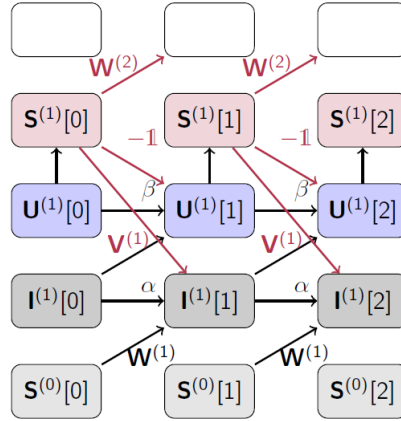 W^(2) W^(2)
S^(1)[0] S^(1)[1] S^(1)[2]
-𝟙 -𝟙
β β
U^(1)[0] U^(1)[1] U^(1)[2]
V^(1) V^(1)
α α
I^(1)[0] I^(1)[1] I^(1)[2]
W^(1) W^(1)
S^(0)[0] S^(0)[1] S^(0)[2]